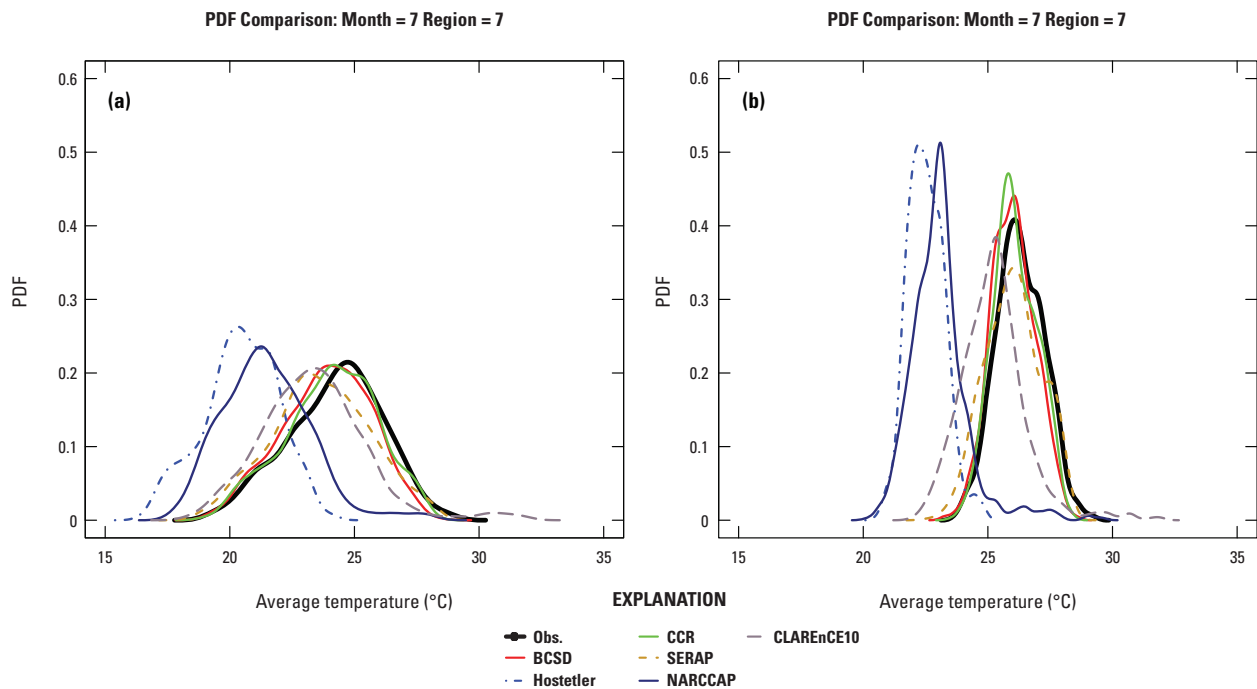 PDF Comparison: Month = 7 Region = 7
(a)
0.6
0.5
0.4
0.3
0.2
0.1
0
PDF
15
20
25
30
35
Average temperature (°C)
PDF Comparison: Month = 7 Region = 7
(b)
0.6
0.5
0.4
0.3
0.2
0.1
0
PDF
15
20
25
30
35
Average temperature (°C)
EXPLANATION
Obs.
BCSD
Hostetler
CCR
SERAP
NARCCAP
CLAREnCE10